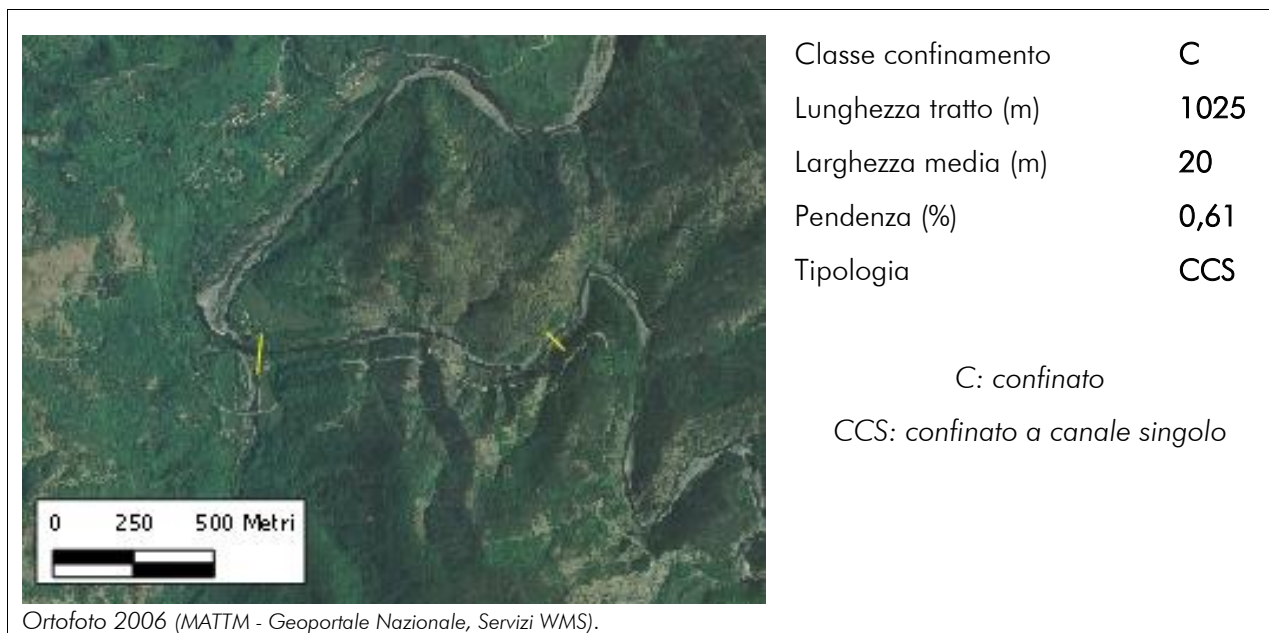 Classe confinamento C
Lunghezza tratto (m) 1025
Larghezza media (m) 20
Pendenza (%) 0,61
Tipologia CCS
C: confinato
CCS: confinato a canale singolo
0 250 500 Metri
Ortofoto 2006 (MATTM - Geoportale Nazionale, Servizi WMS).